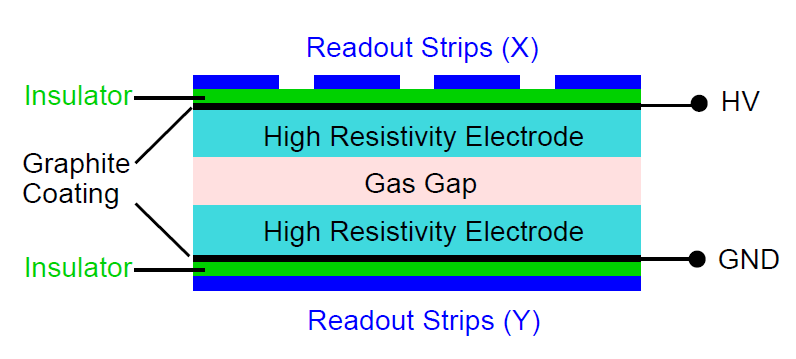 Readout Strips (X)
Insulator
HV
High Resistivity Electrode
Graphite
Coating
Gas Gap
High Resistivity Electrode
GND
Insulator
Readout Strips (Y)